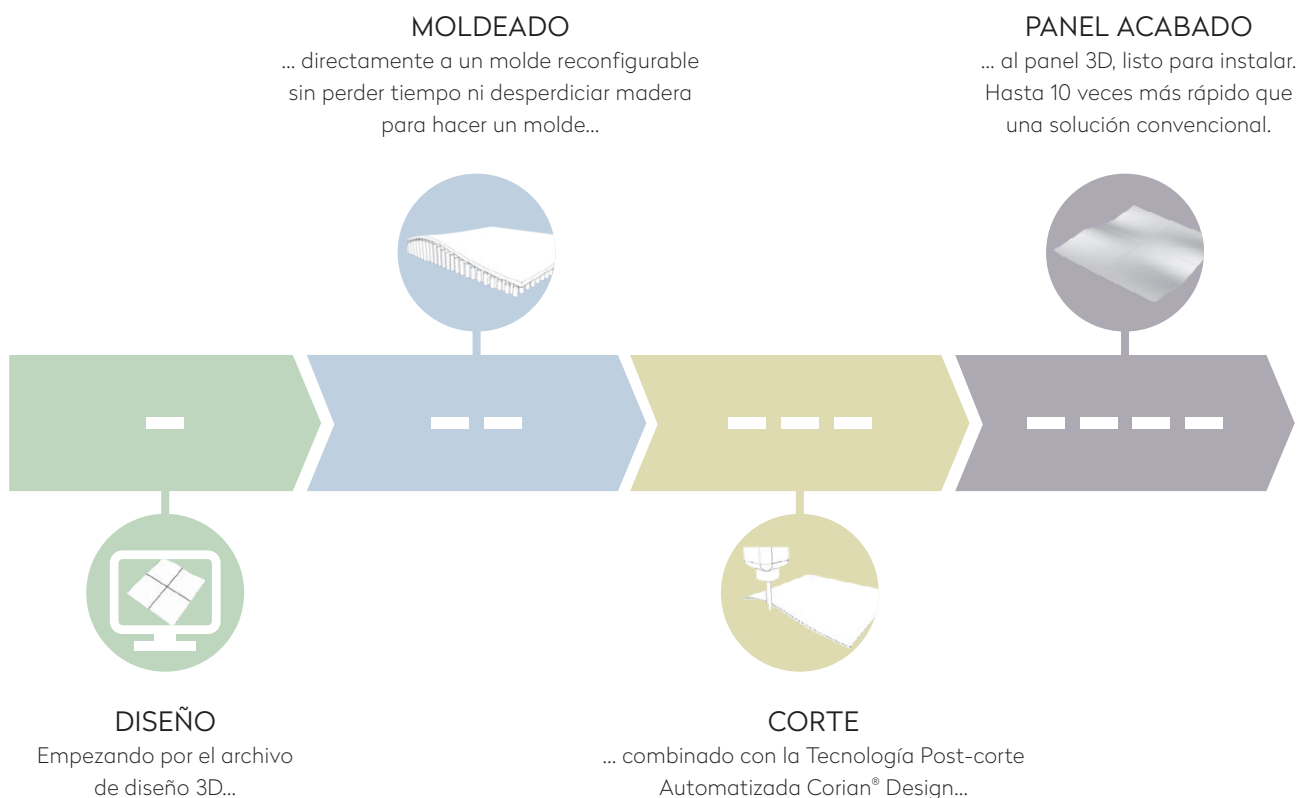 MOLDEADO
... directamente a un molde reconfigurable
sin perder tiempo ni desperdiciar madera
para hacer un molde...
PANEL ACABADO
... al panel 3D, listo para instalar.
Hasta 10 veces más rápido que
una solución convencional.
DISEÑO
Empezando por el archivo
de diseño 3D...
CORTE
... combinado con la Tecnología Post-corte
Automatizada Corian® Design...